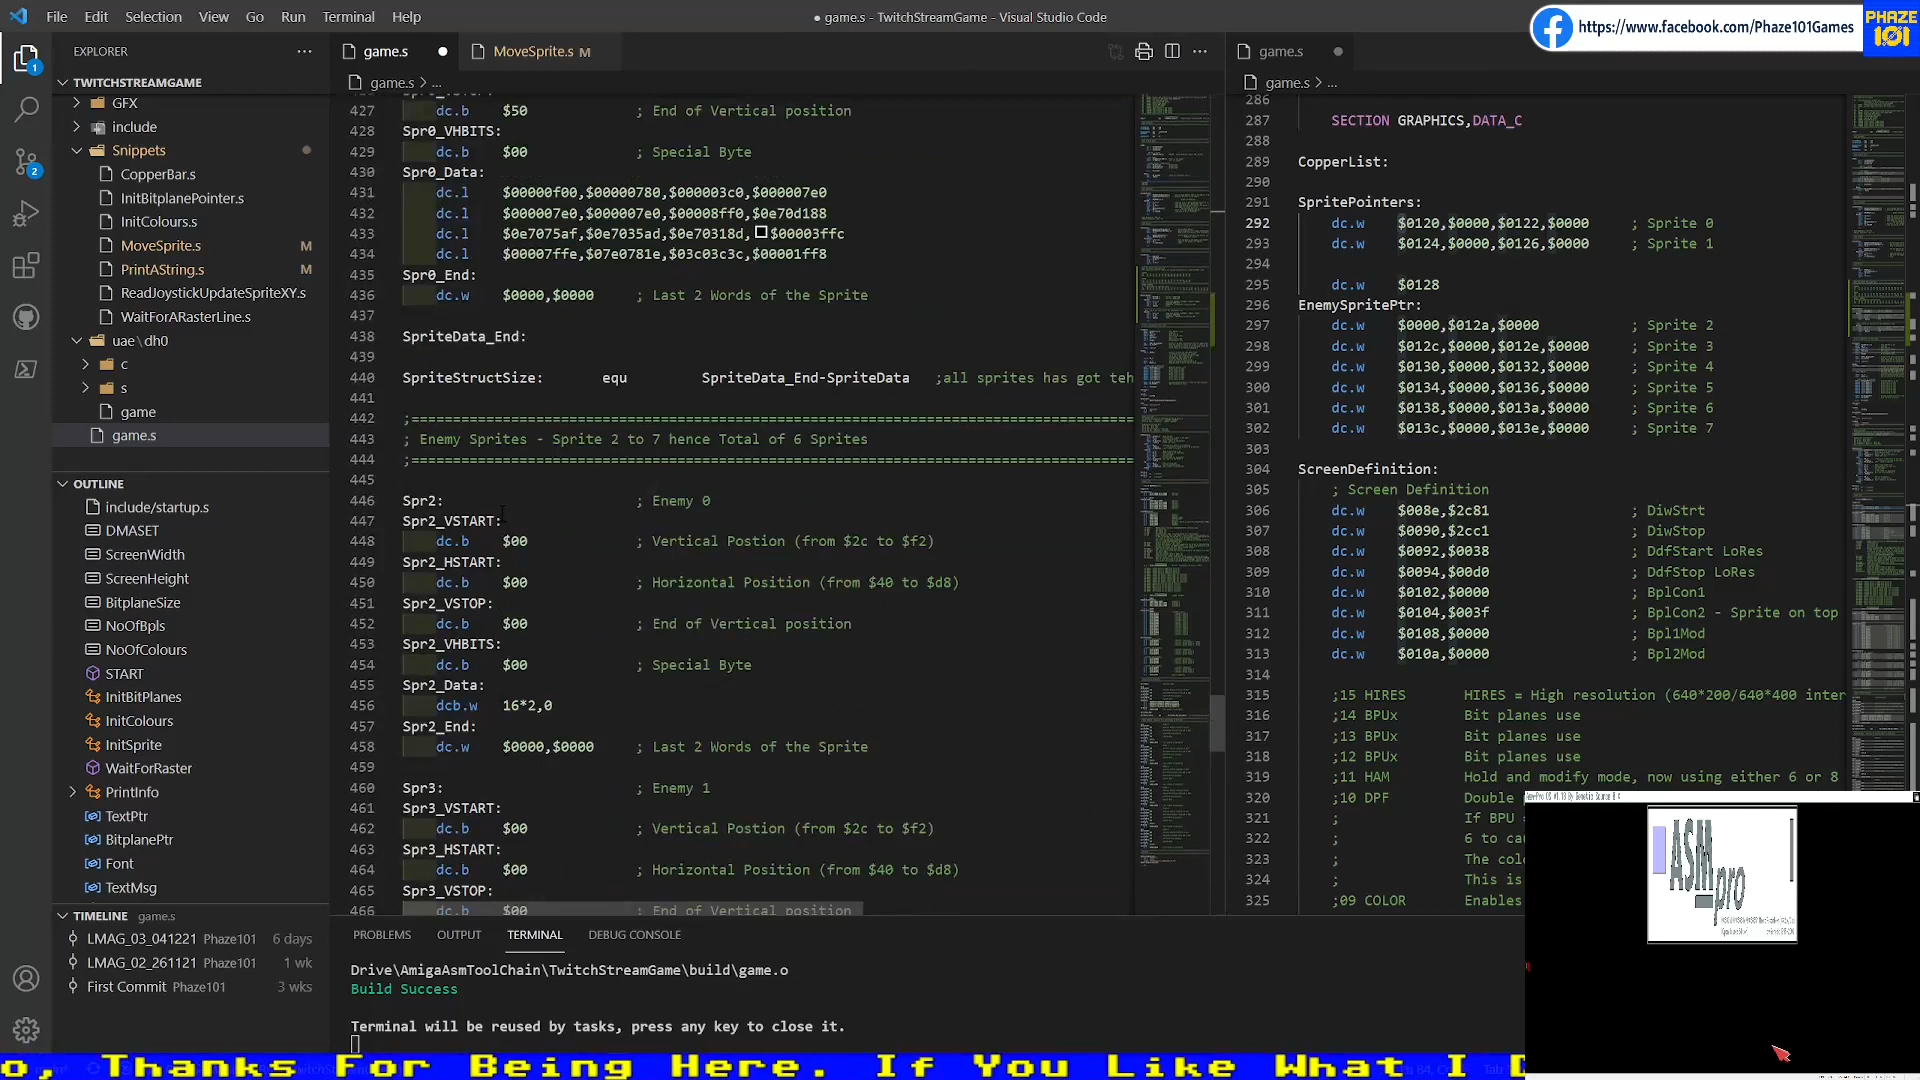 File Edit Selection View Go Run Terminal Help
● game.s - TwitchStreamGame - Visual Studio Code
https://www.facebook.com/Phaze101Games
PHAZE
101
EXPLORER
TWITCHSTREAMGAME
GFX
include
Snippets
CopperBar.s
InitBitplanePointer.s
InitColours.s
MoveSprite.s M
PrintAString.s M
ReadJoystickUpdateSpriteXY.s
WaitForARasterLine.s
uae\dh0
c
s
game
game.s
OUTLINE
include/startup.s
DMASET
ScreenWidth
ScreenHeight
BitplaneSize
NoOfBpls
NoOfColours
START
InitBitPlanes
InitColours
InitSprite
WaitForRaster
PrintInfo
TextPtr
BitplanePtr
Font
TextMsg
TIMELINE game.s
LMAG_03_041221 Phaze101 6 days
LMAG_02_261121 Phaze101 1 wk
First Commit Phaze101 3 wks
game.s ● MoveSprite.s M
game.s > ...
427 dc.b $50 ; End of Vertical position
428 Spr0_VHBITS:
429 dc.b $00 ; Special Byte
430 Spr0_Data:
431 dc.l $00000f00,$00000780,$000003c0,$000007e0
432 dc.l $000007e0,$000007e0,$00008ff0,$0e70d188
433 dc.l $0e7075af,$0e7035ad,$0e70318d,$00003ffc
434 dc.l $00007ffe,$07e0781e,$03c03c3c,$00001ff8
435 Spr0_End:
436 dc.w $0000,$0000 ; Last 2 Words of the Sprite
437
438 SpriteData_End:
439
440 SpriteStructSize: equ SpriteData_End-SpriteData ;all sprites has got teh
441
442 ;=======================================================================================
443 ; Enemy Sprites - Sprite 2 to 7 hence Total of 6 Sprites
444 ;=======================================================================================
445
446 Spr2: ; Enemy 0
447 Spr2_VSTART:
448 dc.b $00 ; Vertical Postion (from $2c to $f2)
449 Spr2_HSTART:
450 dc.b $00 ; Horizontal Position (from $40 to $d8)
451 Spr2_VSTOP:
452 dc.b $00 ; End of Vertical position
453 Spr2_VHBITS:
454 dc.b $00 ; Special Byte
455 Spr2_Data:
456 dcb.w 16*2,0
457 Spr2_End:
458 dc.w $0000,$0000 ; Last 2 Words of the Sprite
459
460 Spr3: ; Enemy 1
461 Spr3_VSTART:
462 dc.b $00 ; Vertical Postion (from $2c to $f2)
463 Spr3_HSTART:
464 dc.b $00 ; Horizontal Position (from $40 to $d8)
465 Spr3_VSTOP:
466 dc.b $00 ; End of Vertical position
game.s ●
game.s > ...
286
287 SECTION GRAPHICS,DATA_C
288
289 CopperList:
290
291 SpritePointers:
292 dc.w $0120,$0000,$0122,$0000 ; Sprite 0
293 dc.w $0124,$0000,$0126,$0000 ; Sprite 1
294
295 dc.w $0128
296 EnemySpritePtr:
297 dc.w $0000,$012a,$0000 ; Sprite 2
298 dc.w $012c,$0000,$012e,$0000 ; Sprite 3
299 dc.w $0130,$0000,$0132,$0000 ; Sprite 4
300 dc.w $0134,$0000,$0136,$0000 ; Sprite 5
301 dc.w $0138,$0000,$013a,$0000 ; Sprite 6
302 dc.w $013c,$0000,$013e,$0000 ; Sprite 7
303
304 ScreenDefinition:
305 ; Screen Definition
306 dc.w $008e,$2c81 ; DiwStrt
307 dc.w $0090,$2cc1 ; DiwStop
308 dc.w $0092,$0038 ; DdfStart LoRes
309 dc.w $0094,$00d0 ; DdfStop LoRes
310 dc.w $0102,$0000 ; BplCon1
311 dc.w $0104,$003f ; BplCon2 - Sprite on top
312 dc.w $0108,$0000 ; Bpl1Mod
313 dc.w $010a,$0000 ; Bpl2Mod
314
315 ;15 HIRES HIRES = High resolution (640*200/640*400 inter
316 ;14 BPUx Bit planes use
317 ;13 BPUx Bit planes use
318 ;12 BPUx Bit planes use
319 ;11 HAM Hold and modify mode, now using either 6 or 8
320 ;10 DPF Double
321 ; If BPU =
322 ; 6 to ca
323 ; The colo
324 ; This is
325 ;09 COLOR Enables
ASM
pro
PROBLEMS OUTPUT TERMINAL DEBUG CONSOLE
Drive\AmigaAsmToolChain\TwitchStreamGame\build\game.o
Build Success
Terminal will be reused by tasks, press any key to close it.
o, Thanks For Being Here. If You Like What I D